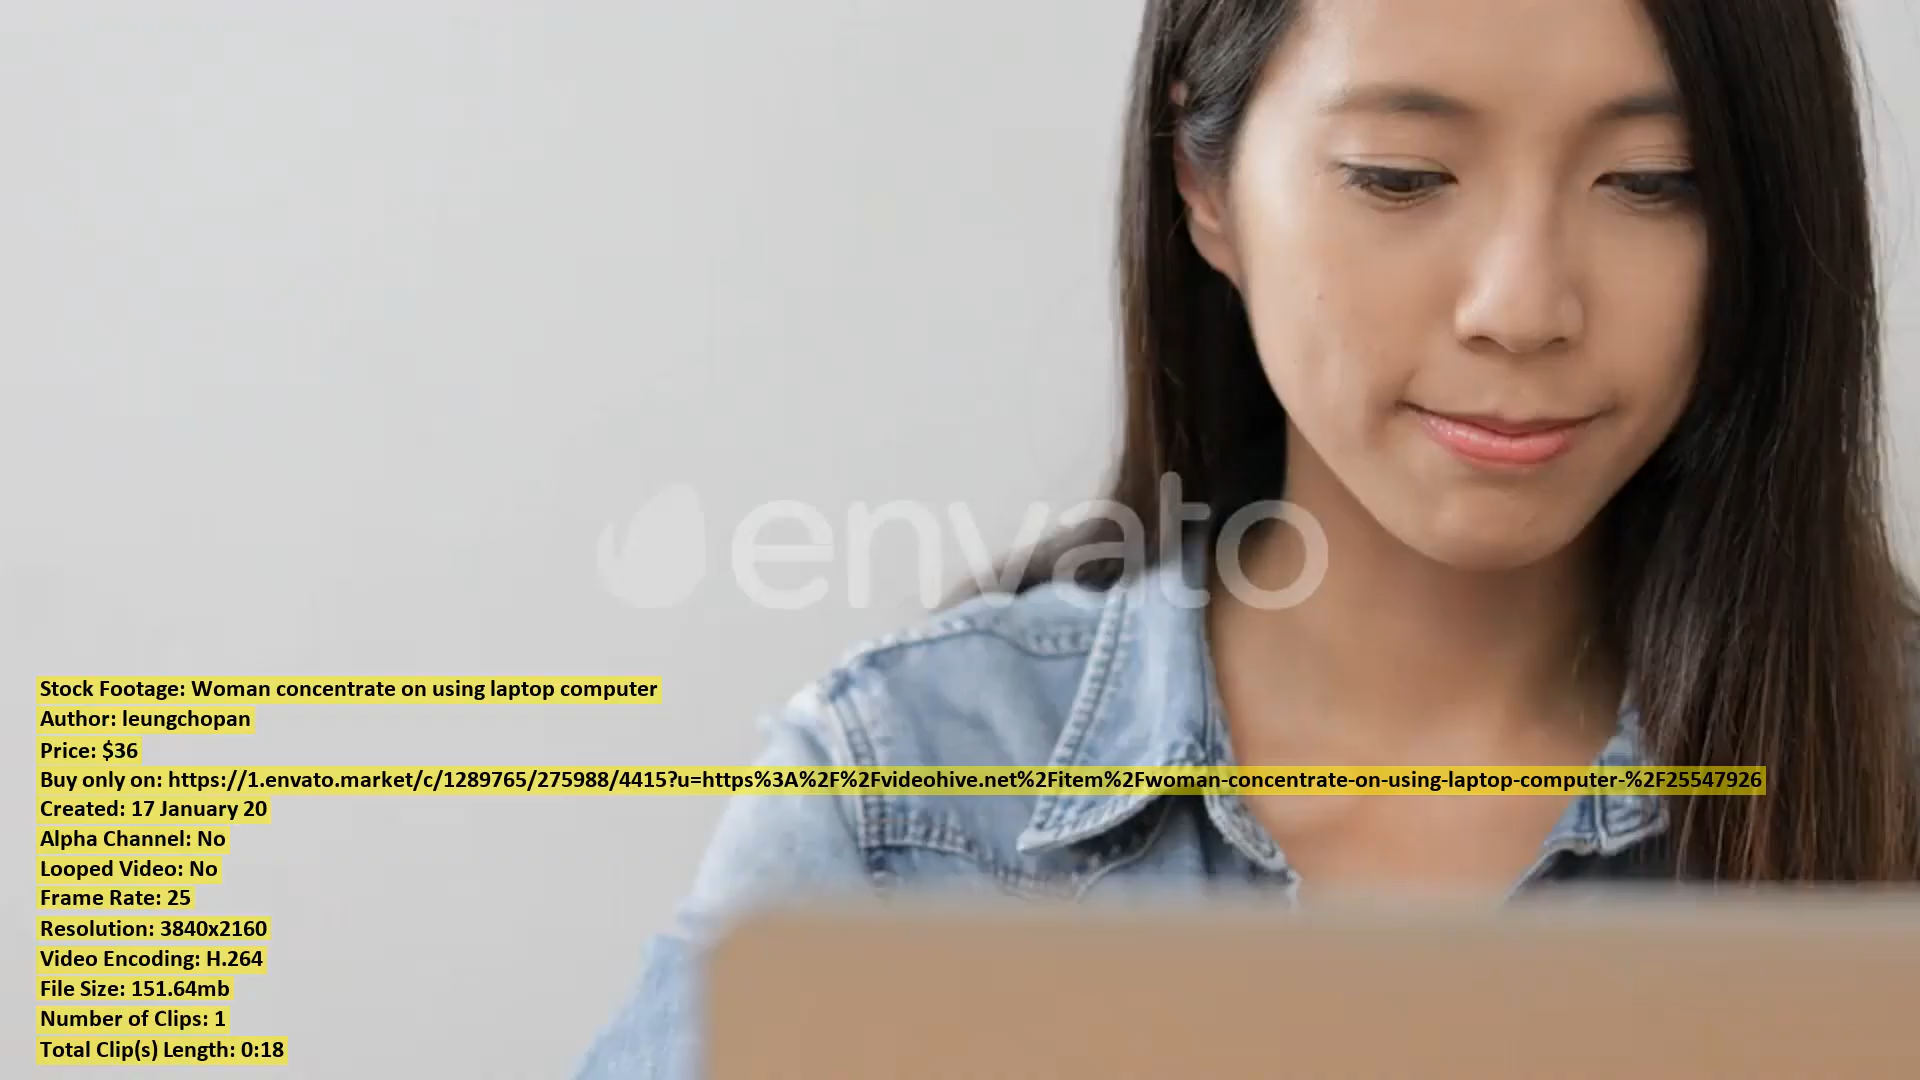 envato
Stock Footage: Woman concentrate on using laptop computer
Author: leungchopan
Price: $36
Buy only on: https://1.envato.market/c/1289765/275988/4415?u=https%3A%2F%2Fvideohive.net%2Fitem%2Fwoman-concentrate-on-using-laptop-computer-%2F25547926
Created: 17 January 20
Alpha Channel: No
Looped Video: No
Frame Rate: 25
Resolution: 3840x2160
Video Encoding: H.264
File Size: 151.64mb
Number of Clips: 1
Total Clip(s) Length: 0:18